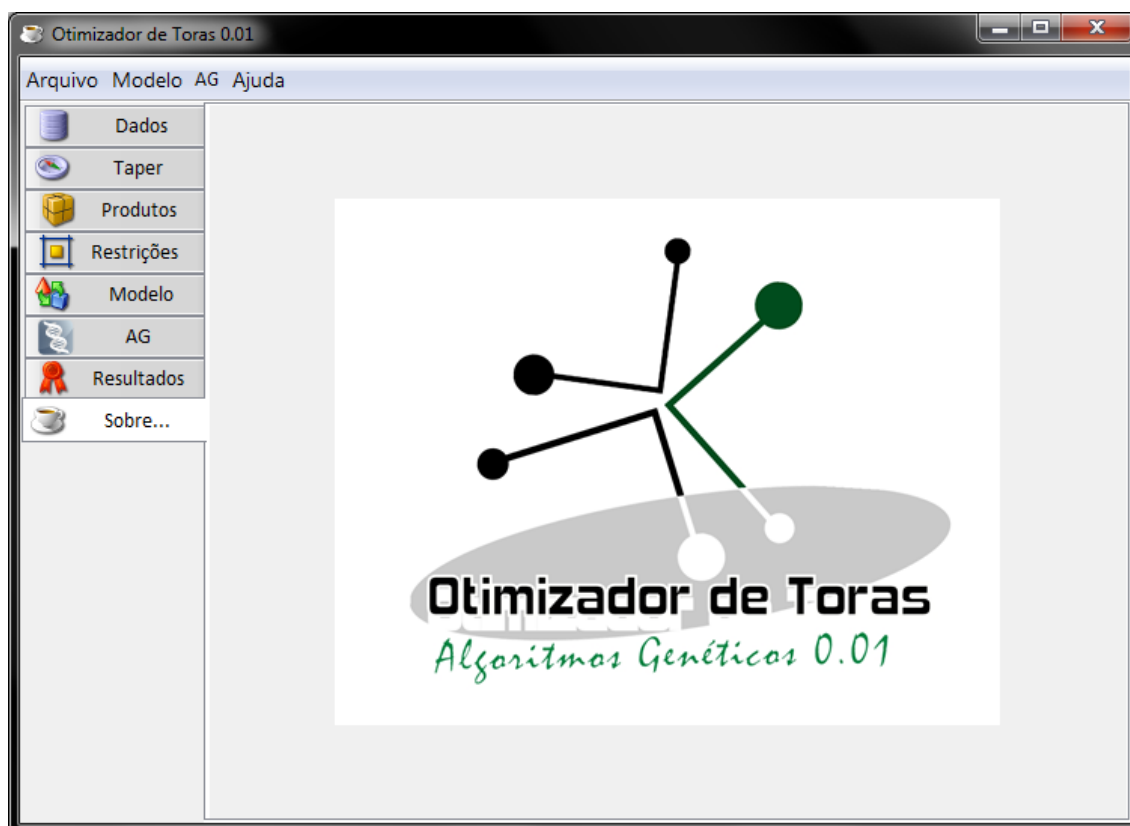 Otimizador de Toras 0.01
Arquivo Modelo AG Ajuda
Dados
Taper
Produtos
Restrições
Modelo
AG
Resultados
Sobre...
Otimizador de Toras
Algoritmos Genéticos 0.01